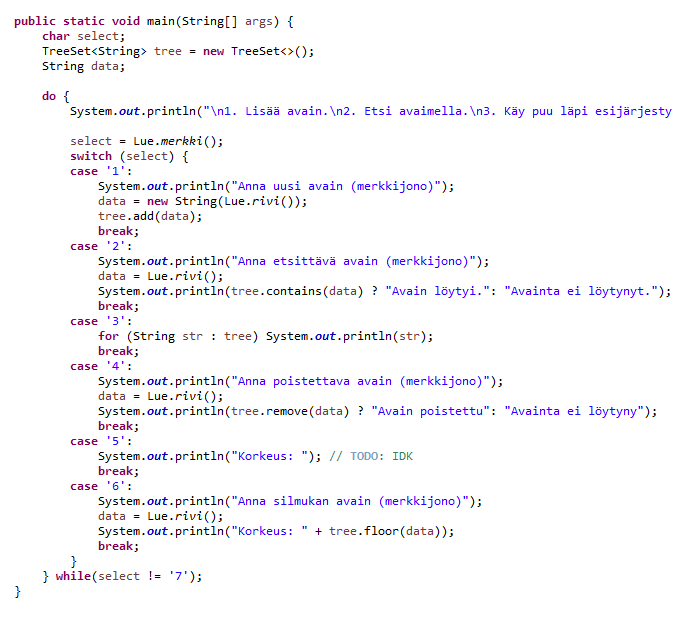 public static void main(String[] args) {
    char select;
    TreeSet<String> tree = new TreeSet<>();
    String data;

    do {
        System.out.println("\n1. Lisää avain.\n2. Etsi avaimella.\n3. Käy puu läpi esijärjesty

        select = Lue.merkki();
        switch (select) {
        case '1':
            System.out.println("Anna uusi avain (merkkijono)");
            data = new String(Lue.rivi());
            tree.add(data);
            break;
        case '2':
            System.out.println("Anna etsittävä avain (merkkijono)");
            data = Lue.rivi();
            System.out.println(tree.contains(data) ? "Avain löytyi.": "Avainta ei löytynyt.");
            break;
        case '3':
            for (String str : tree) System.out.println(str);
            break;
        case '4':
            System.out.println("Anna poistettava avain (merkkijono)");
            data = Lue.rivi();
            System.out.println(tree.remove(data) ? "Avain poistettu": "Avainta ei löytyny");
            break;
        case '5':
            System.out.println("Korkeus: "); // TODO: IDK
            break;
        case '6':
            System.out.println("Anna silmukan avain (merkkijono)");
            data = Lue.rivi();
            System.out.println("Korkeus: " + tree.floor(data));
            break;
        }
    } while(select != '7');
}